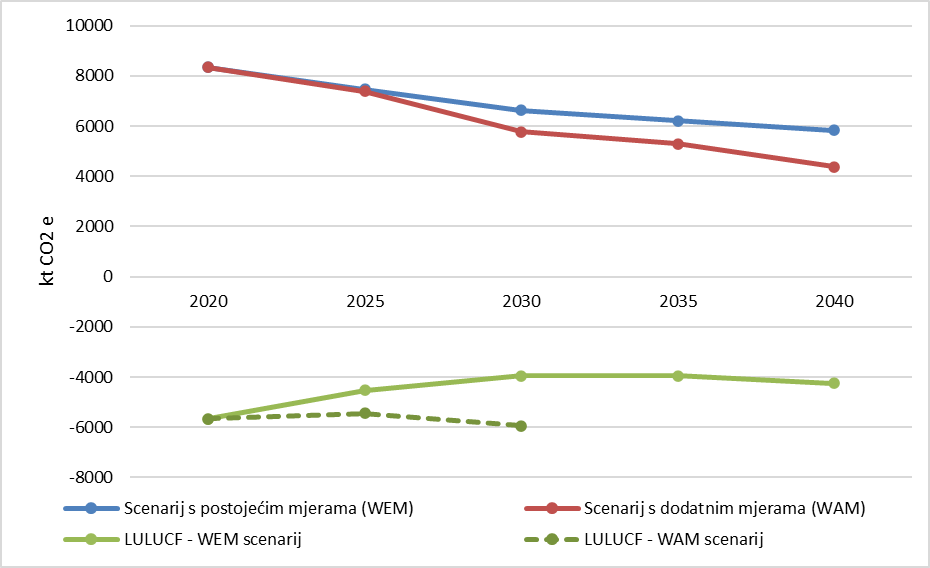 10000
8000
6000
4000
2000
0
-2000
-4000
-6000
-8000
kt CO2 e
2020 2025 2030 2035 2040
Scenarij s postojećim mjerama (WEM) Scenarij s dodatnim mjerama (WAM)
LULUCF - WEM scenarij LULUCF - WAM scenarij